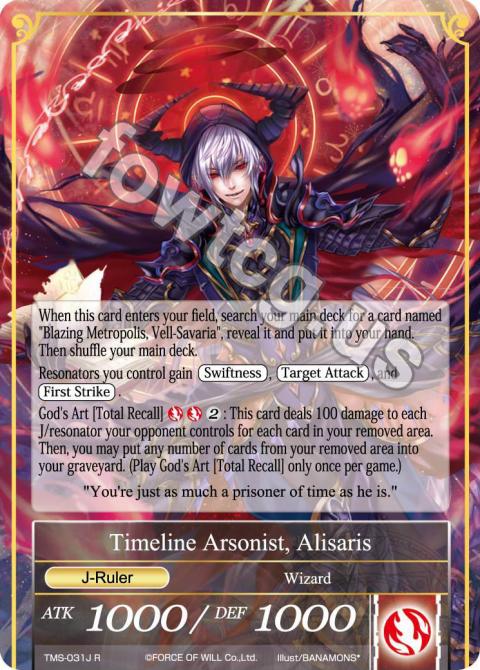 When this card enters your field, search your main deck for a card named
"Blazing Metropolis, Vell-Savaria", reveal it and put it into your hand.
Then shuffle your main deck.
Resonators you control gain Swiftness, Target Attack, and
First Strike.
God's Art [Total Recall] 2 : This card deals 100 damage to each
J/resonator your opponent controls for each card in your removed area.
Then, you may put any number of cards from your removed area into
your graveyard. (Play God's Art [Total Recall] only once per game.)
"You're just as much a prisoner of time as he is."
Timeline Arsonist, Alisaris
J-Ruler Wizard
ATK 1000 / DEF 1000
TMS-031J R ©FORCE OF WILL Co.,Ltd. Illust/BANAMONS*
fowtcg.us